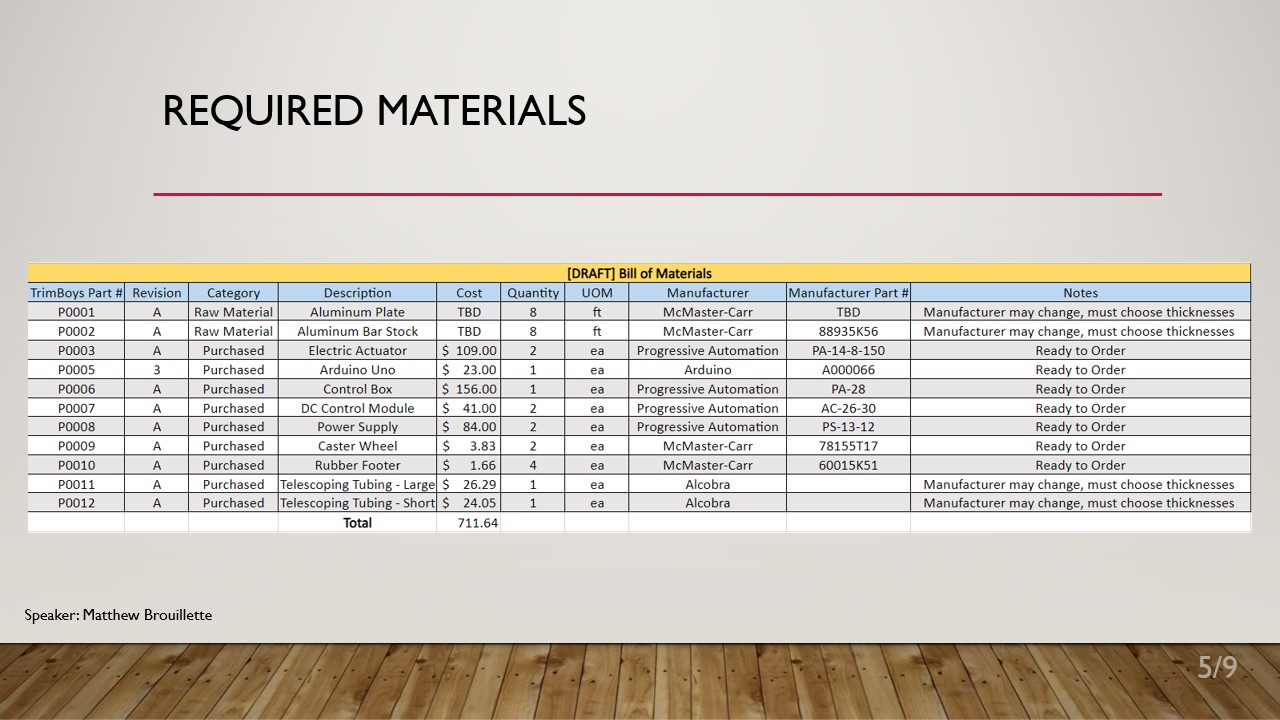 REQUIRED MATERIALS
[DRAFT] Bill of Materials
TrimBoys Part # Revision Category Description Cost Quantity UOM Manufacturer Manufacturer Part # Notes
P0001 A Raw Material Aluminum Plate TBD 8 ft McMaster-Carr TBD Manufacturer may change, must choose thicknesses
P0002 A Raw Material Aluminum Bar Stock TBD 8 ft McMaster-Carr 88935K56 Manufacturer may change, must choose thicknesses
P0003 A Purchased Electric Actuator $ 109.00 2 ea Progressive Automation PA-14-8-150 Ready to Order
P0005 3 Purchased Arduino Uno $ 23.00 1 ea Arduino A000066 Ready to Order
P0006 A Purchased Control Box $ 156.00 1 ea Progressive Automation PA-28 Ready to Order
P0007 A Purchased DC Control Module $ 41.00 2 ea Progressive Automation AC-26-30 Ready to Order
P0008 A Purchased Power Supply $ 84.00 2 ea Progressive Automation PS-13-12 Ready to Order
P0009 A Purchased Caster Wheel $ 3.83 2 ea McMaster-Carr 78155T17 Ready to Order
P0010 A Purchased Rubber Footer $ 1.66 4 ea McMaster-Carr 60015K51 Ready to Order
P0011 A Purchased Telescoping Tubing - Large $ 26.29 1 ea Alcobra Manufacturer may change, must choose thicknesses
P0012 A Purchased Telescoping Tubing - Short $ 24.05 1 ea Alcobra Manufacturer may change, must choose thicknesses
Total 711.64
Speaker: Matthew Brouillette
5/9